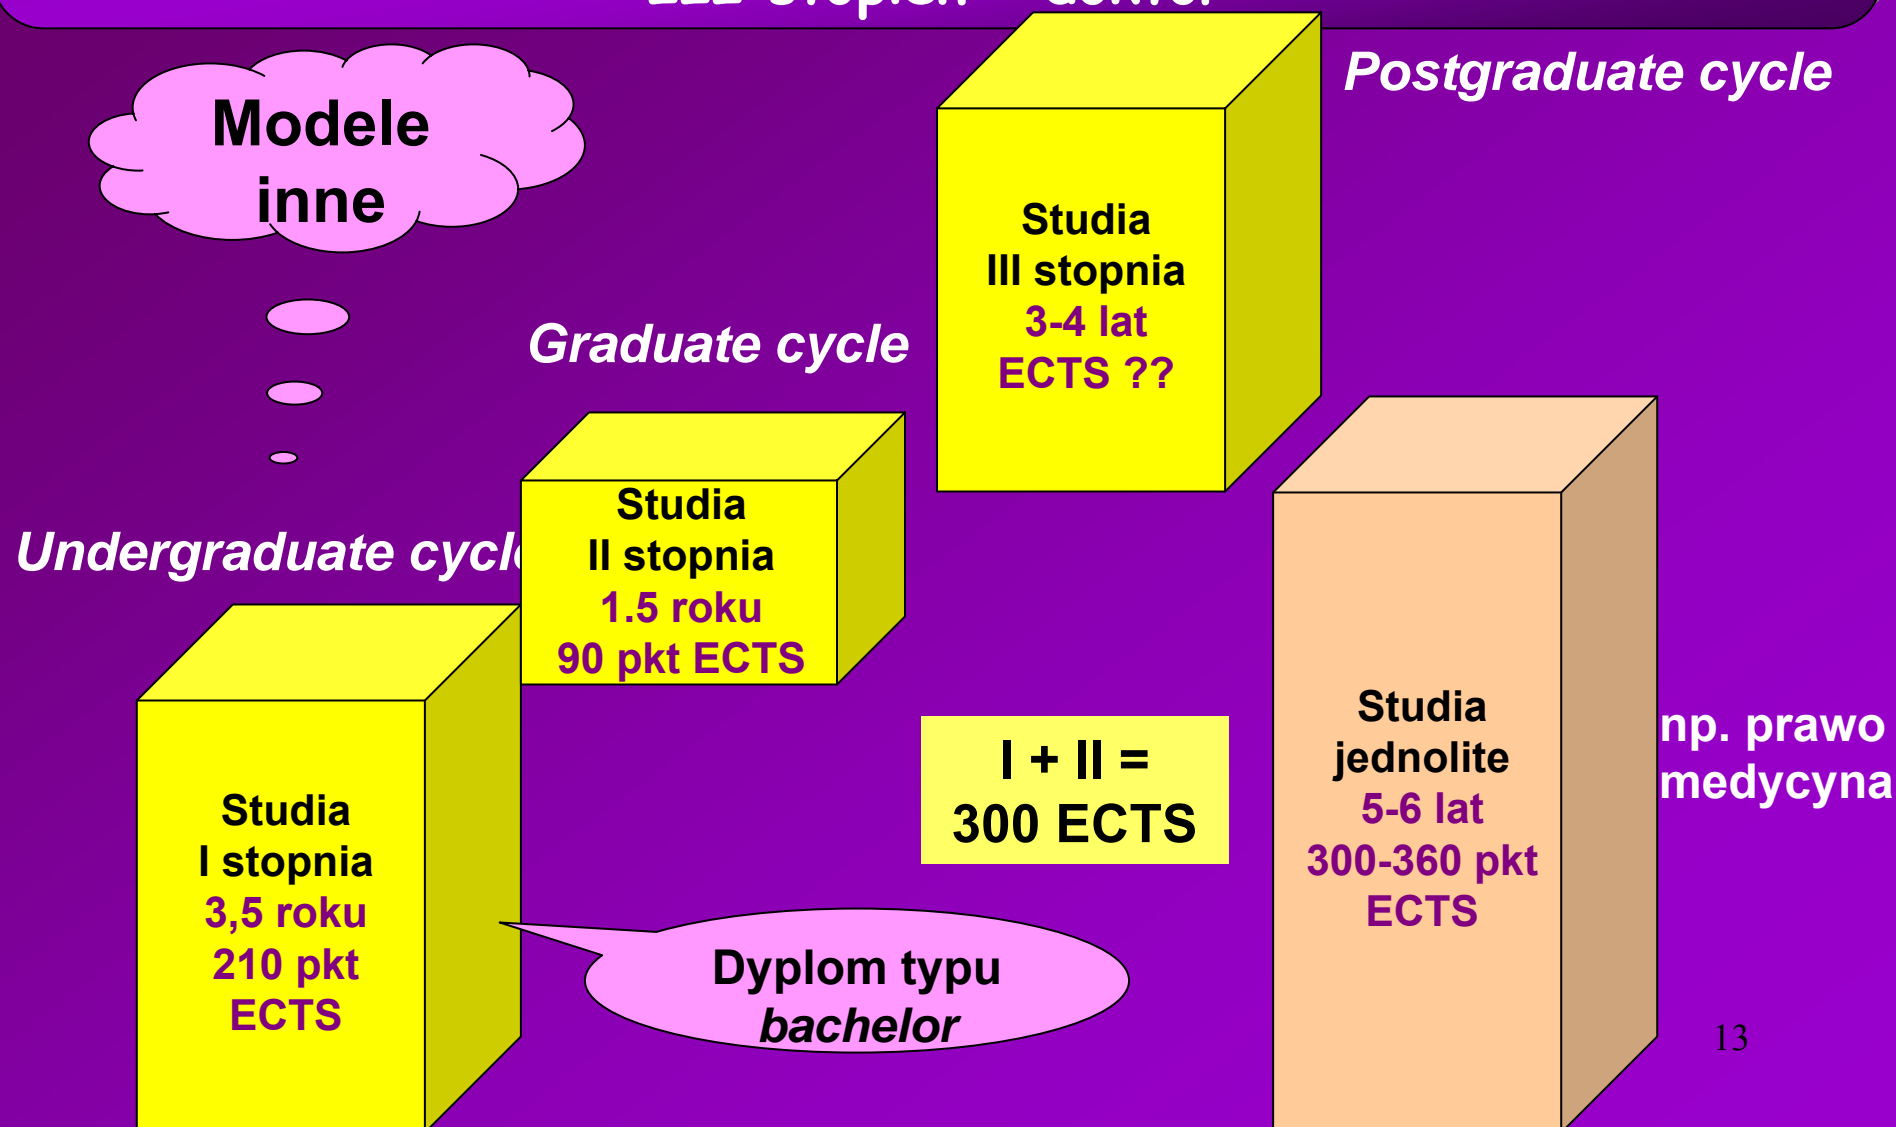 Postgraduate cycle
Modele
inne
Studia
III stopnia
3-4 lat
ECTS ??
Graduate cycle
Studia
II stopnia
1.5 roku
90 pkt ECTS
Undergraduate
Studia
I stopnia
3,5 roku
210 pkt
ECTS
I + II =
300 ECTS
Studia
jednolite
5-6 lat
300-360 pkt
ECTS
np. prawo
medycyna
Dyplom typu
bachelor
13